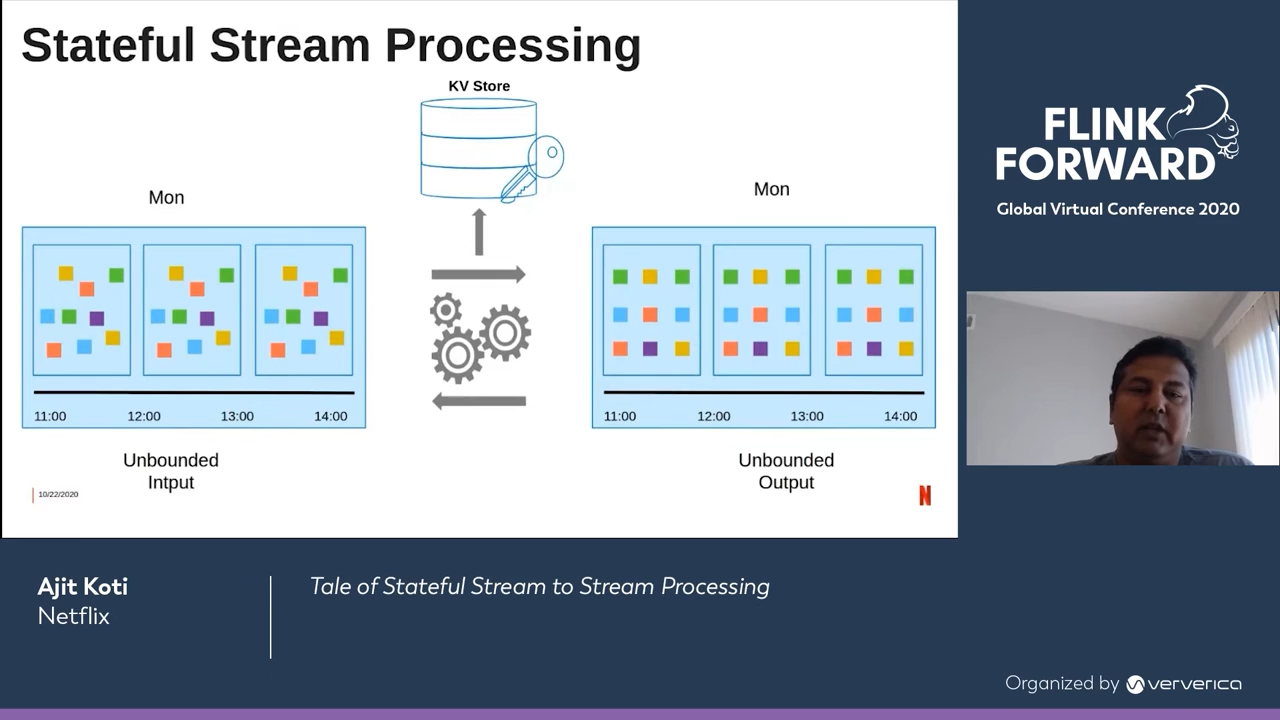 Stateful Stream Processing
KV Store
Mon
Mon
11:00 12:00 13:00 14:00
11:00 12:00 13:00 14:00
Unbounded
Intput
Unbounded
Output
10/22/2020
N
FLINK
FORWARD
Global Virtual Conference 2020
Ajit Koti
Netflix
Tale of Stateful Stream to Stream Processing
Organized by ververica